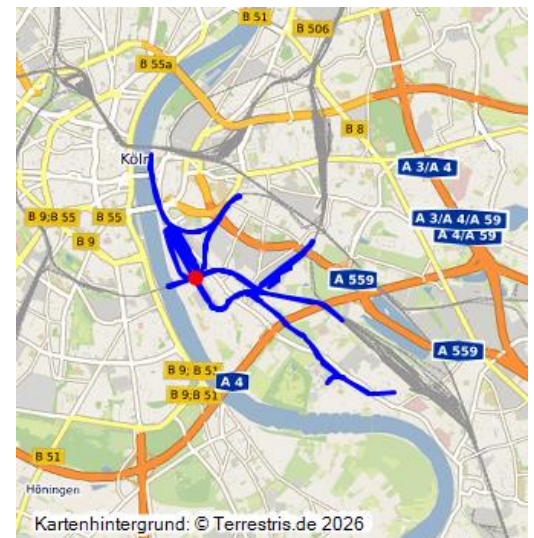 B 51
B 506
B 55a
B 8
Köln
A 3/A 4
B 9;B 55
B 55
A 3/A 4/A 59
A 4/A 59
B 9
A 559
A 559
B 9; B 51
A 4
B 9;B 51
B 51
Höningen
Kartenhintergrund: © Terrestris.de 2026